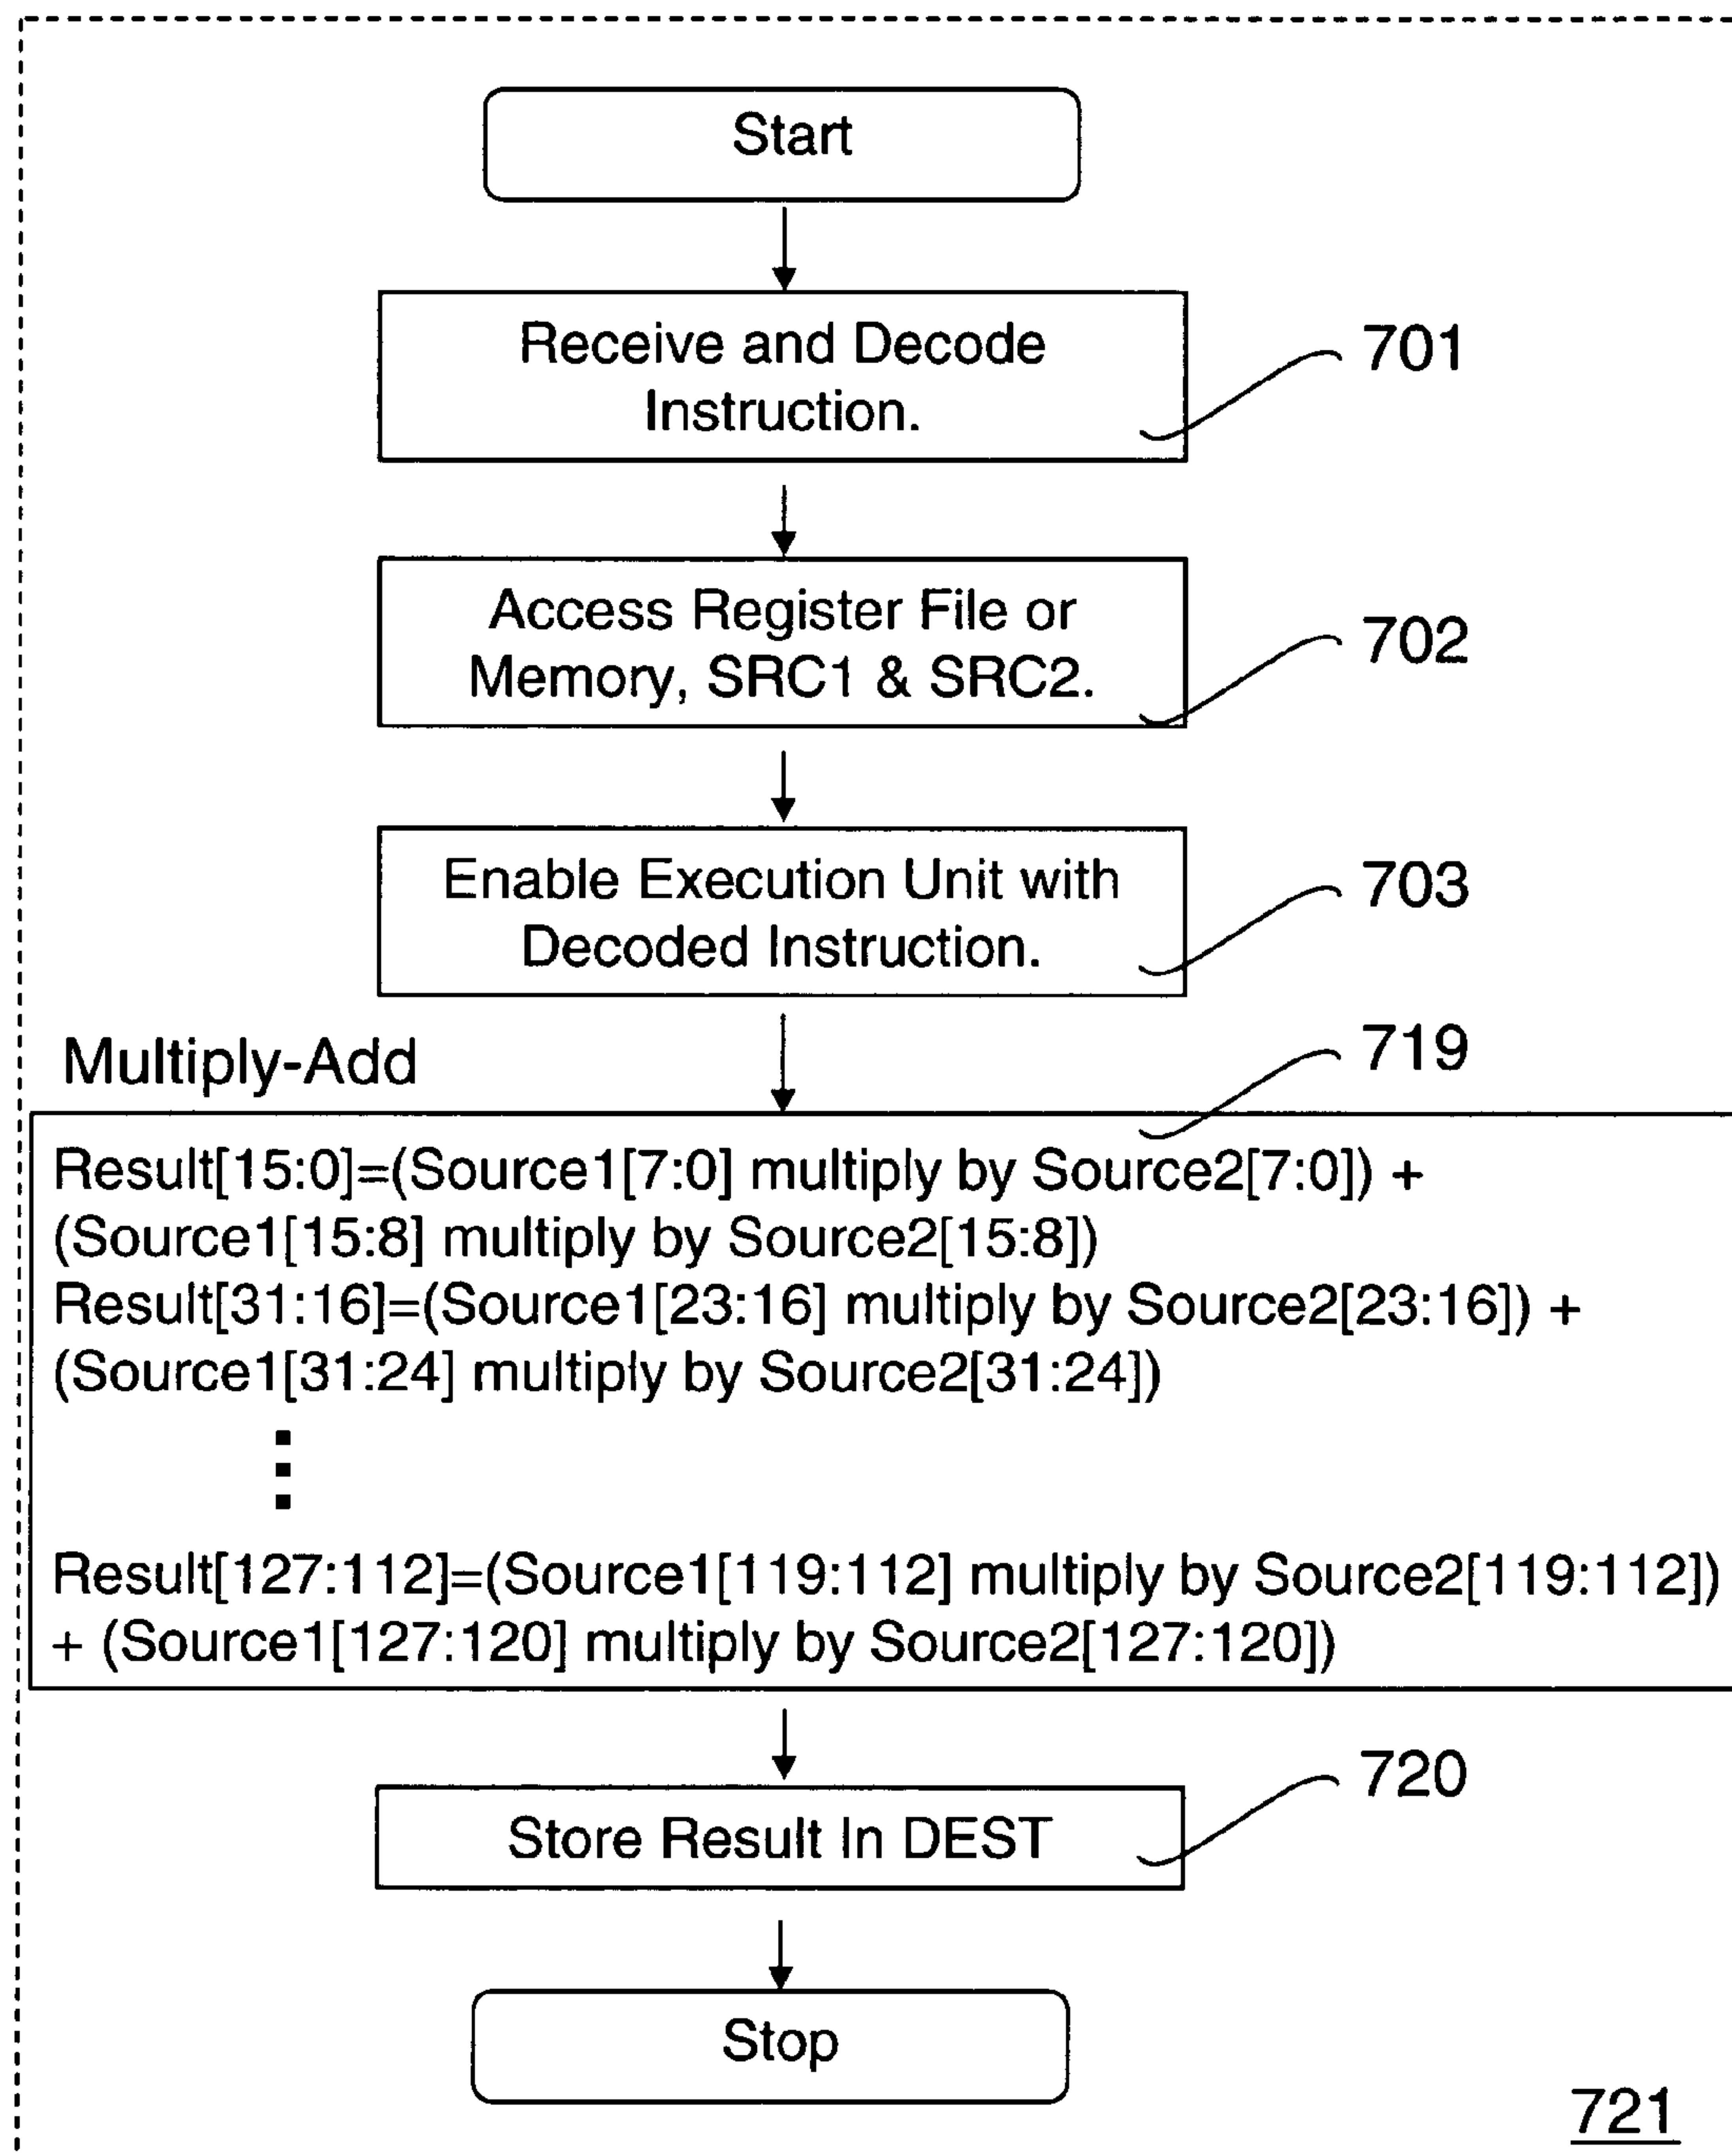 Start
Receive and Decode
Instruction.
701
Access Register File or
Memory, SRC1 & SRC2.
702
Enable Execution Unit with
Decoded Instruction.
703
Multiply-Add
719
Result[15:0]=(Source1[7:0] multiply by Source2[7:0]) +
(Source1[15:8] multiply by Source2[15:8])
Result[31:16]=(Source1[23:16] multiply by Source2[23:16]) +
(Source1[31:24] multiply by Source2[31:24])
Result[127:112]=(Source1[119:112] multiply by Source2[119:112])
+ (Source1[127:120] multiply by Source2[127:120])
720
Store Result In DEST
Stop
721